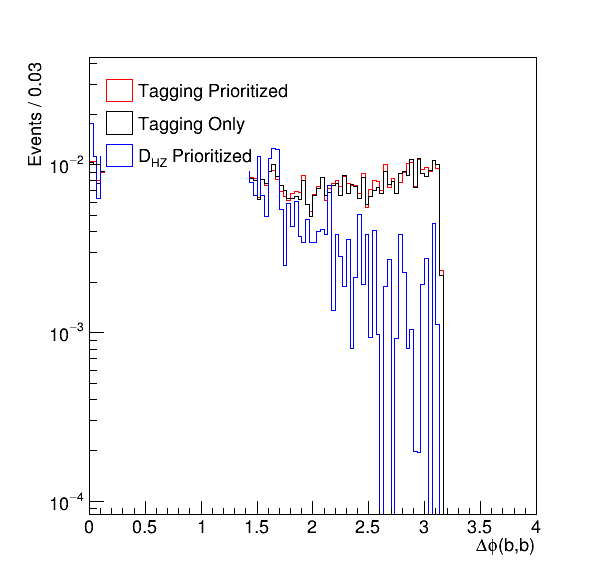 Events / 0.03
Tagging Prioritized
Tagging Only
D_HZ Prioritized
10^−2
10^−3
10^−4
0 0.5 1 1.5 2 2.5 3 3.5 4
Δϕ(b,b)